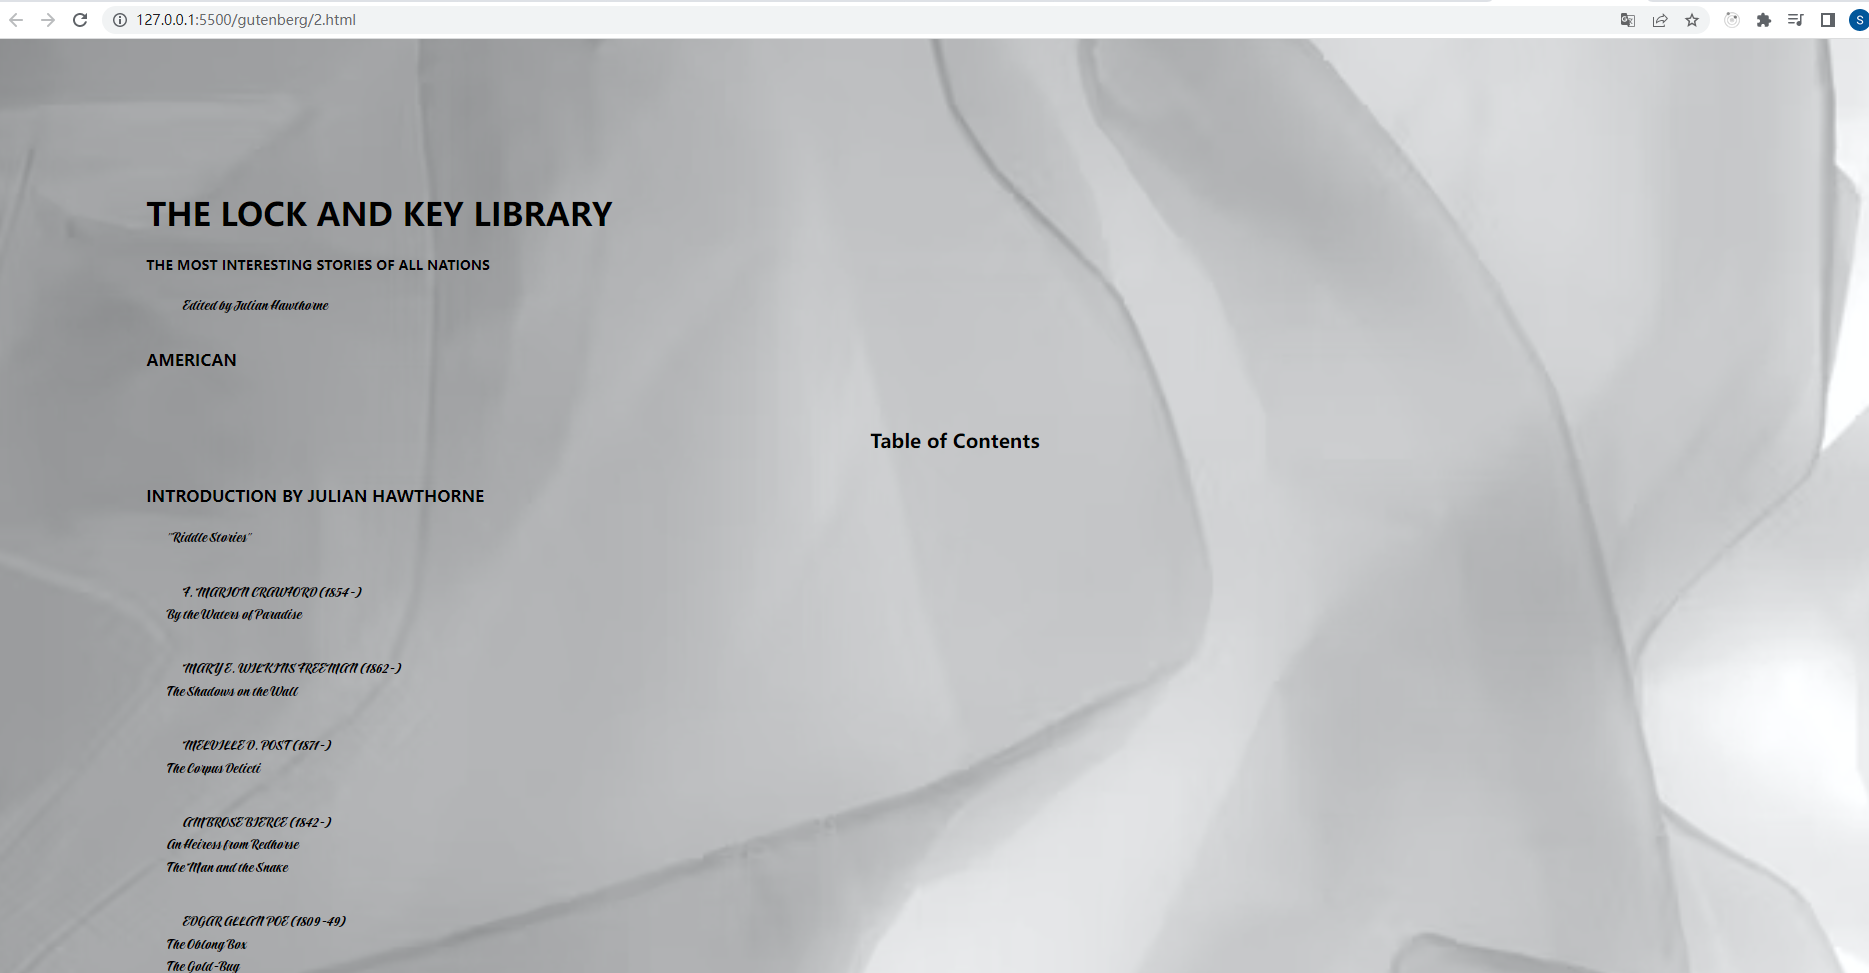 127.0.0.1:5500/gutenberg/2.html
S
THE LOCK AND KEY LIBRARY
THE MOST INTERESTING STORIES OF ALL NATIONS
Edited by Julian Hawthorne
AMERICAN
Table of Contents
INTRODUCTION BY JULIAN HAWTHORNE
"Riddle Stories"
F. MARION CRAWFORD (1854-)
By the Waters of Paradise
MARY E. WILKINS FREEMAN (1862-)
The Shadows on the Wall
MELVILLE D. POST (1871-)
The Corpus Delicti
AMBROSE BIERCE (1842-)
An Heiress from Redhorse
The Man and the Snake
EDGAR ALLAN POE (1809-49)
The Oblong Box
The Gold-Bug